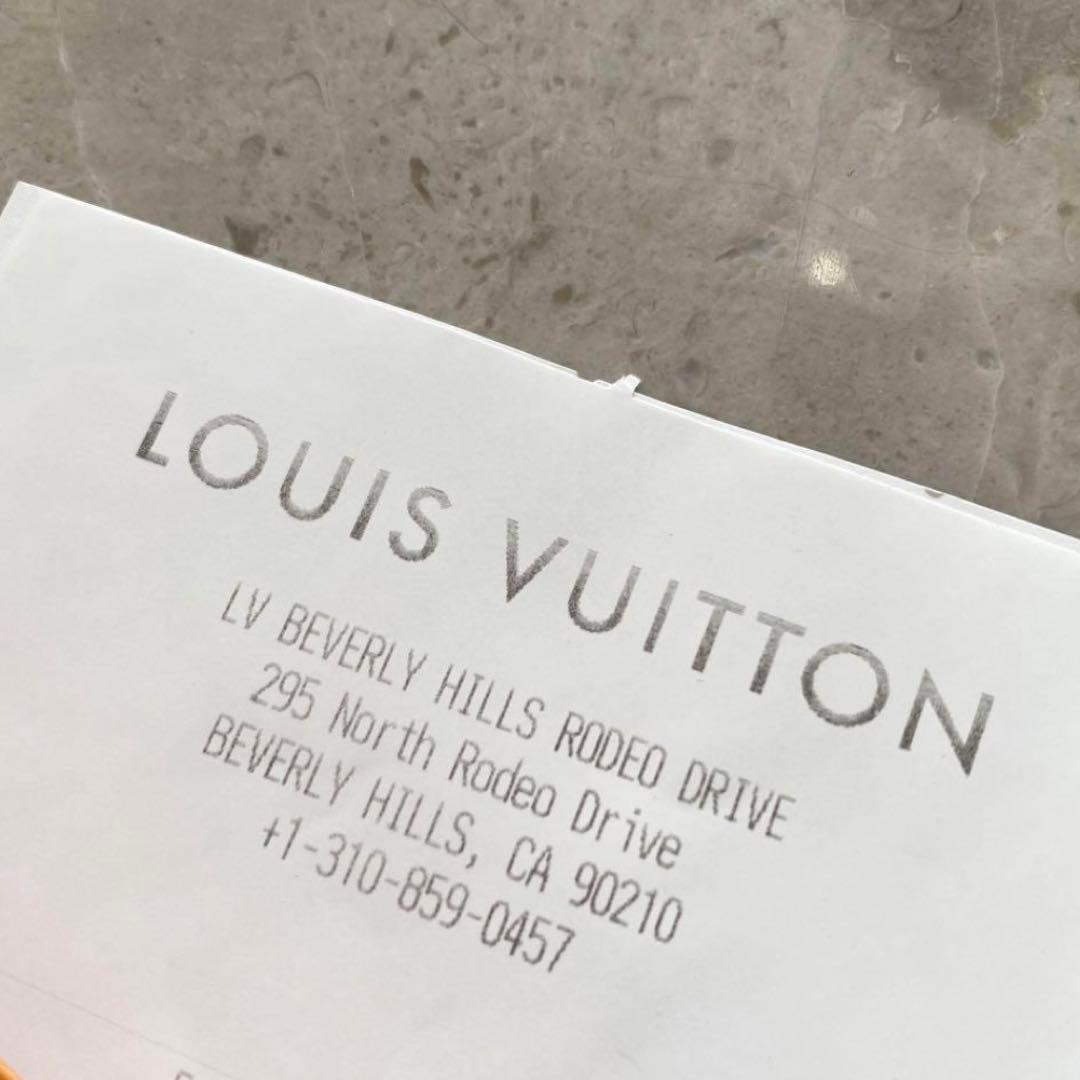 LOUIS VUITTON
LV BEVERLY HILLS RODEO DRIVE
295 North Rodeo Drive
BEVERLY HILLS, CA 90210
+1-310-859-0457